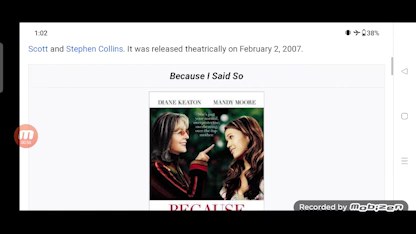 1:02
38%
Scott and Stephen Collins. It was released theatrically on February 2, 2007.
Because I Said So
DIANE KEATON MANDY MOORE
BECAUSE
Recorded by Mobizen